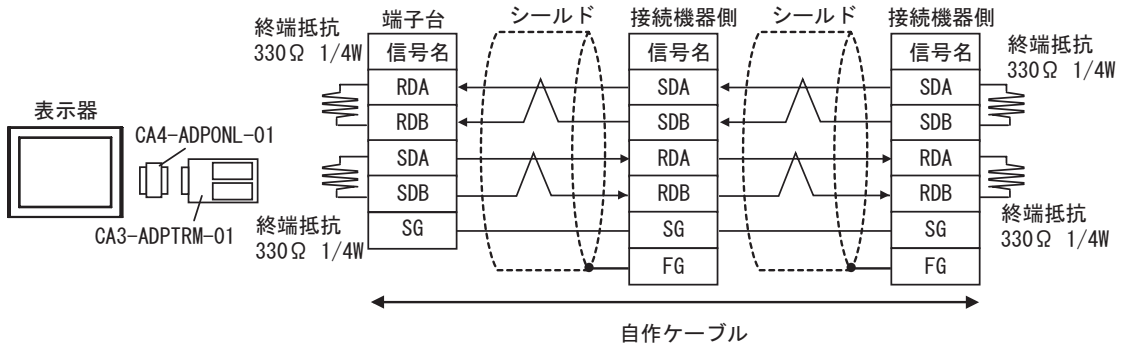 終端抵抗
330Ω 1/4W
端子台
シールド
接続機器側
シールド
接続機器側
終端抵抗
330Ω 1/4W
信号名
信号名
信号名
RDA
SDA
SDA
RDB
SDB
SDB
SDA
RDA
RDA
SDB
RDB
RDB
SG
SG
SG
FG
FG
表示器
CA4-ADPONL-01
CA3-ADPTRM-01
終端抵抗
330Ω 1/4W
終端抵抗
330Ω 1/4W
自作ケーブル